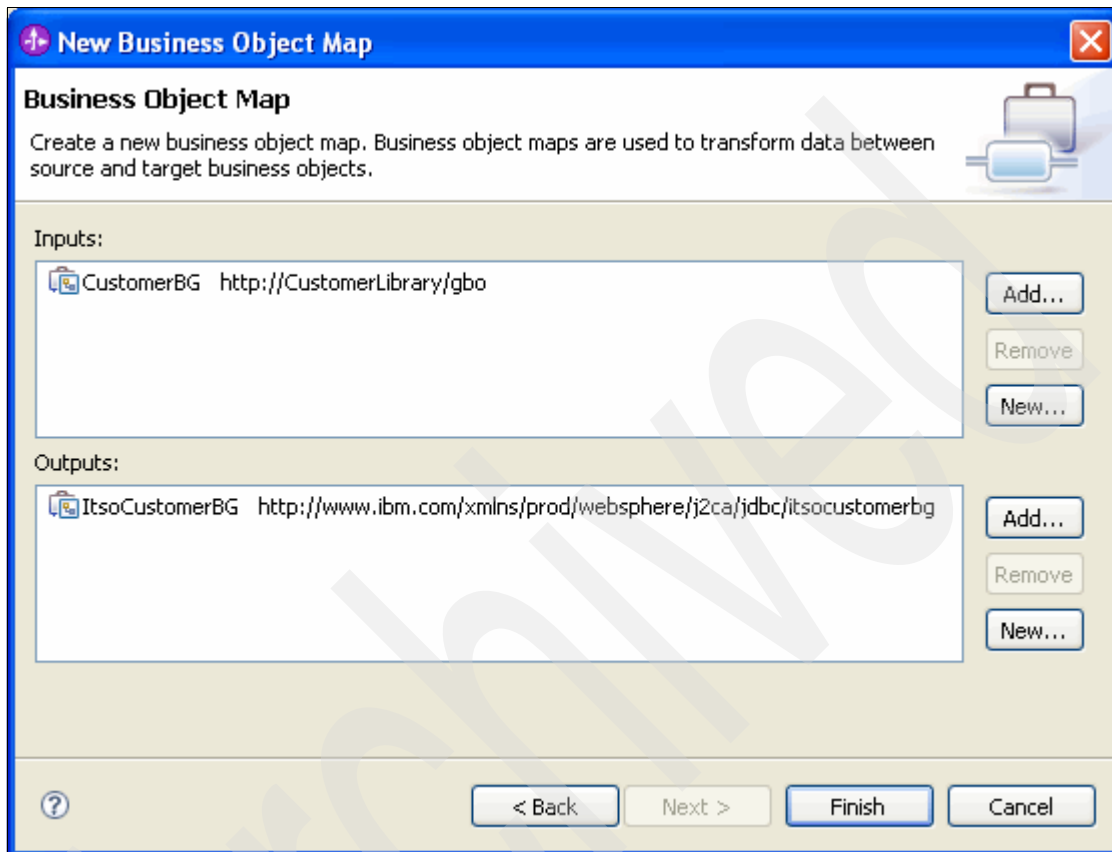 New Business Object Map
Business Object Map
Create a new business object map. Business object maps are used to transform data between
source and target business objects.
Inputs:
CustomerBG http://CustomerLibrary/gbo
Add...
Remove
New...
Outputs:
ItsoCustomerBG http://www.ibm.com/xmlns/prod/websphere/j2ca/jdbc/itsocustomerbg
Add...
Remove
New...
?
< Back
Next >
Finish
Cancel
rchived